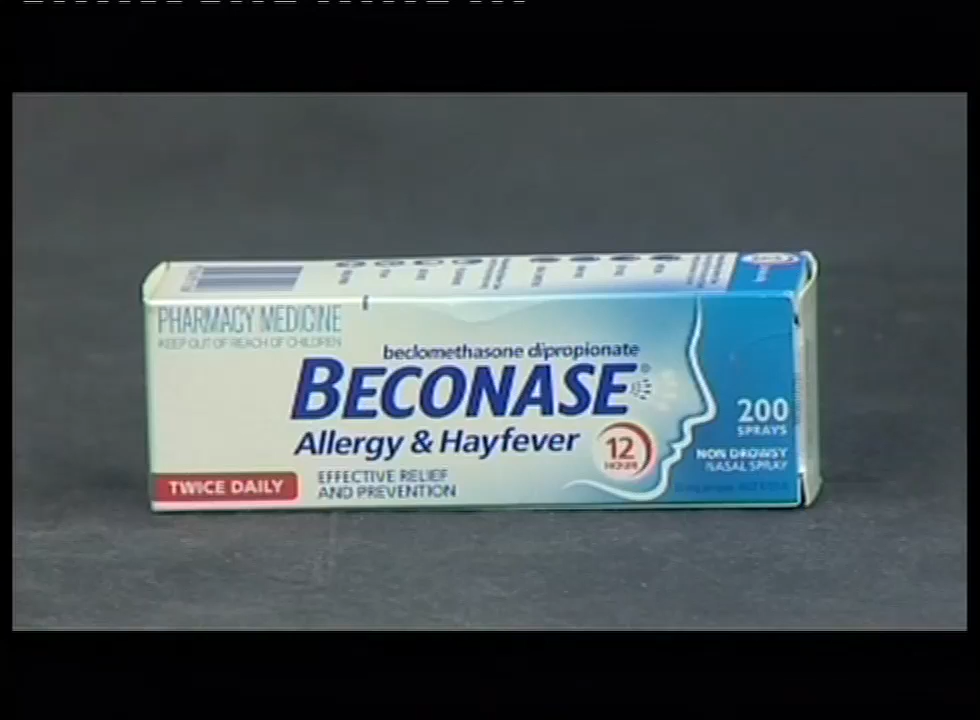 PHARMACY MEDICINE
KEEP OUT OF REACH OF CHILDREN
beclomethasone dipropionate
BECONASE®
Allergy & Hayfever
12
HOUR
200
SPRAYS
NON DROWSY
NASAL SPRAY
TWICE DAILY
EFFECTIVE RELIEF
AND PREVENTION